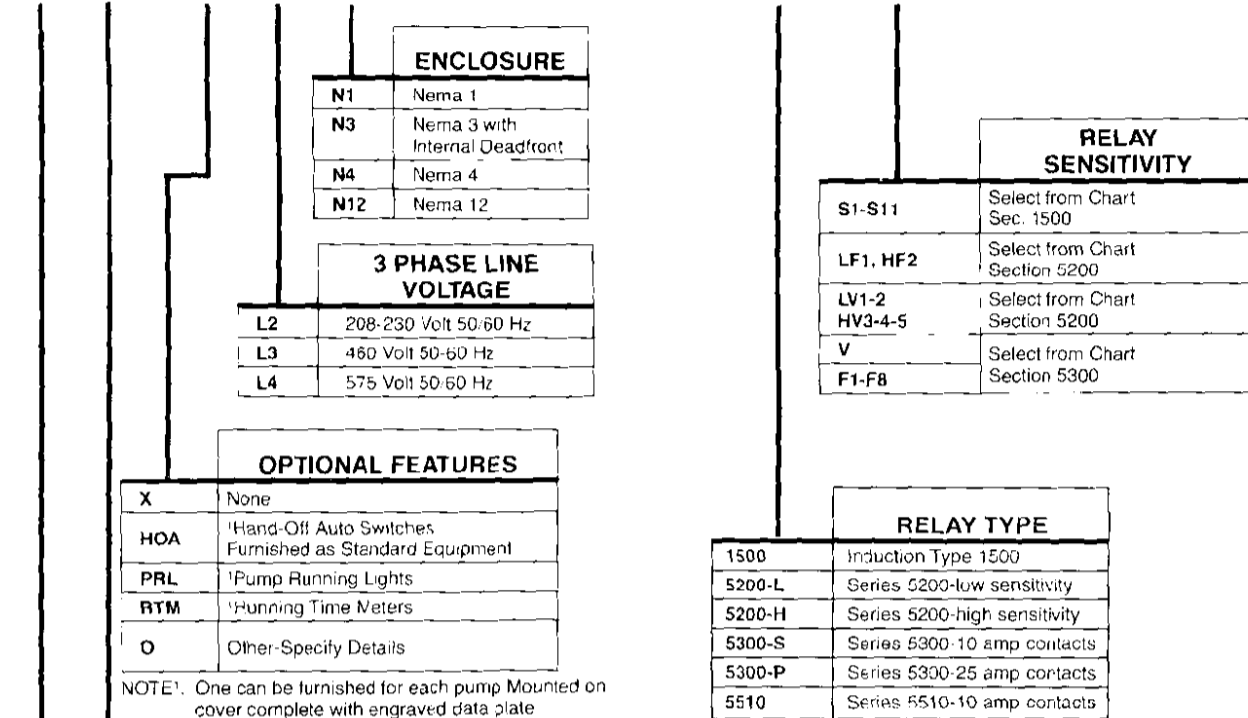 ENCLOSURE
N1 Nema 1
N3 Nema 3 with
Internal Deadfront
N4 Nema 4
N12 Nema 12
3 PHASE LINE
VOLTAGE
L2 208-230 Volt 50/60 Hz
L3 460 Volt 50-60 Hz
L4 575 Volt 50/60 Hz
OPTIONAL FEATURES
X None
HOA ¹Hand-Off Auto Switches
Furnished as Standard Equipment
PRL ¹Pump Running Lights
RTM ¹Running Time Meters
O Other-Specify Details
NOTE¹. One can be furnished for each pump Mounted on
cover complete with engraved data plate
RELAY
SENSITIVITY
S1-S11 Select from Chart
Sec. 1500
LF1, HF2 Select from Chart
Section 5200
LV1-2 Select from Chart
HV3-4-5 Section 5200
V Select from Chart
F1-F8 Section 5300
RELAY TYPE
1500 Induction Type 1500
5200-L Series 5200-low sensitivity
5200-H Series 5200-high sensitivity
5300-S Series 5300-10 amp contacts
5300-P Series 5300-25 amp contacts
5510 Series 5510-10 amp contacts